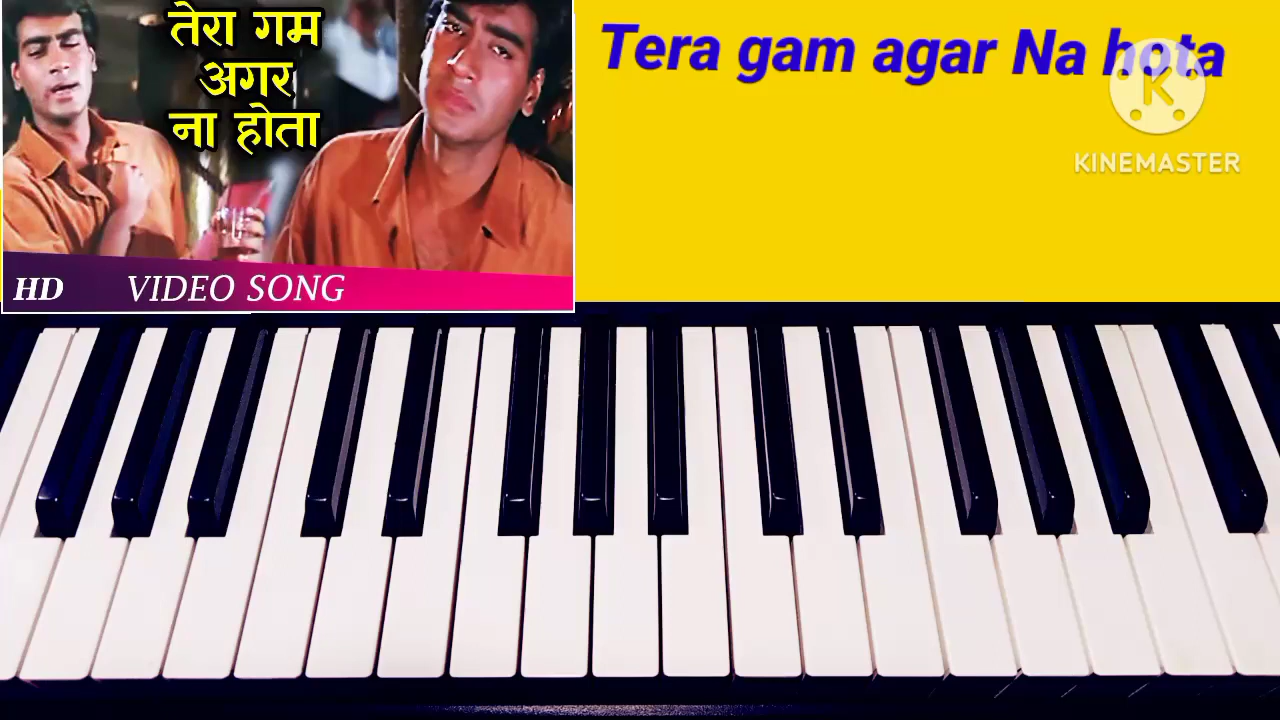 तेरा गम
अगर
ना होता
HD VIDEO SONG
Tera gam agar Na hota
K
KINEMASTER